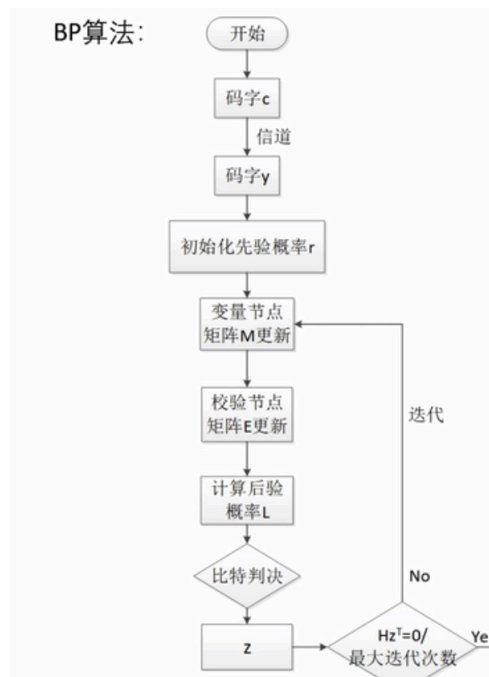 BP算法：
开始
码字c
信道
码字y
初始化先验概率r
变量节点
矩阵M更新
校验节点
矩阵E更新
迭代
计算后验
概率L
比特判决
No
z
Hzᵀ=0/
最大迭代次数
Ye